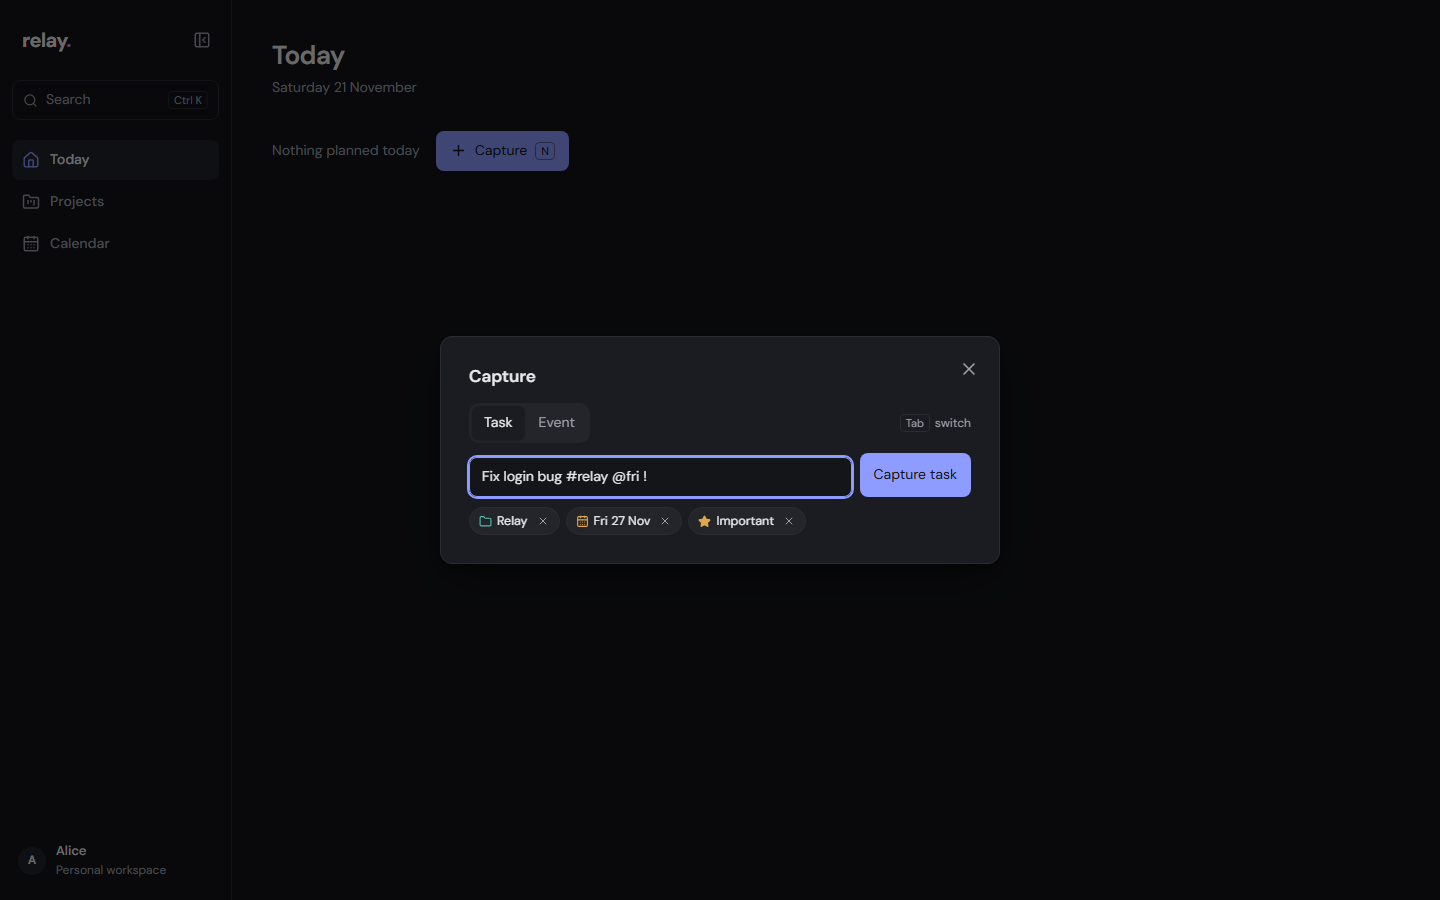 relay.
Search Ctrl K
Today
Projects
Calendar
Today
Saturday 21 November
Nothing planned today
Capture N
Capture
Task Event
Tab switch
Fix login bug #relay @fri !
Capture task
Relay Fri 27 Nov Important
A
Alice
Personal workspace